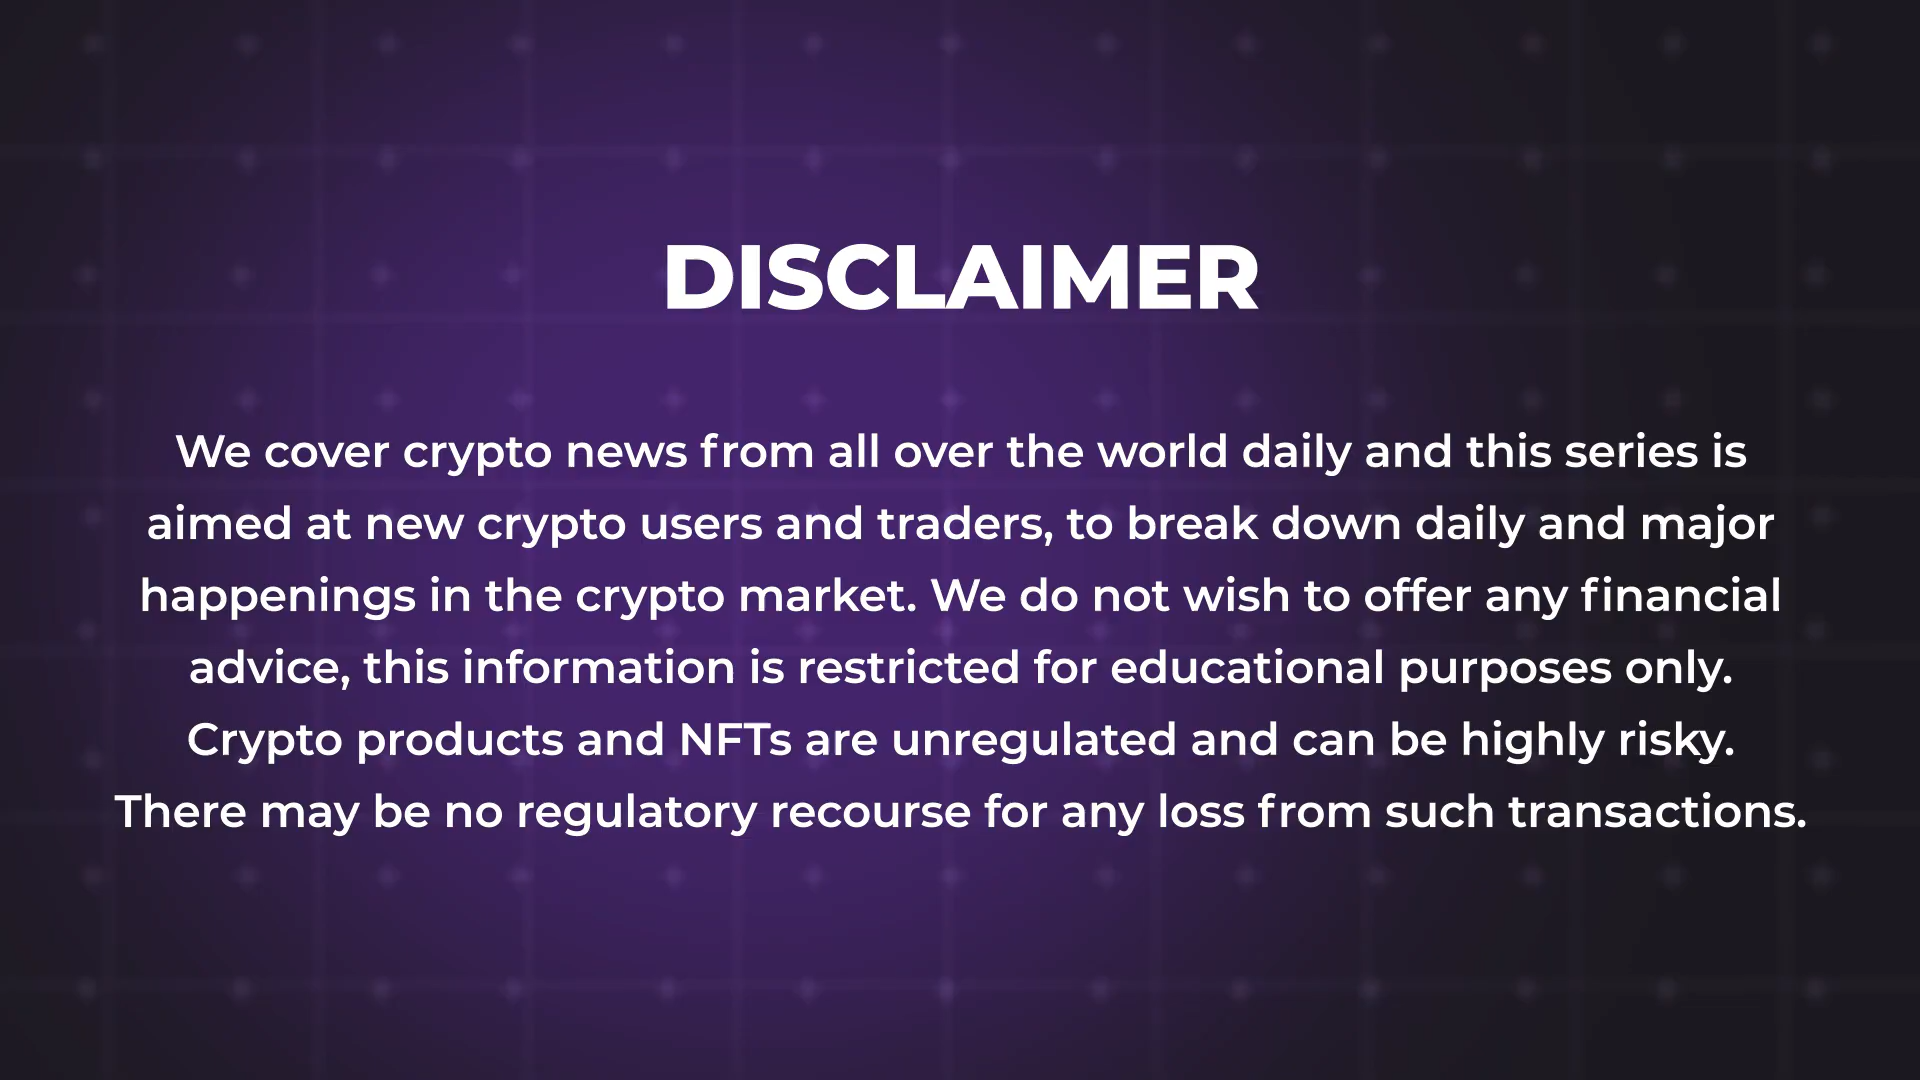 DISCLAIMER
We cover crypto news from all over the world daily and this series is
aimed at new crypto users and traders, to break down daily and major
happenings in the crypto market. We do not wish to offer any financial
advice, this information is restricted for educational purposes only.
Crypto products and NFTs are unregulated and can be highly risky.
There may be no regulatory recourse for any loss from such transactions.